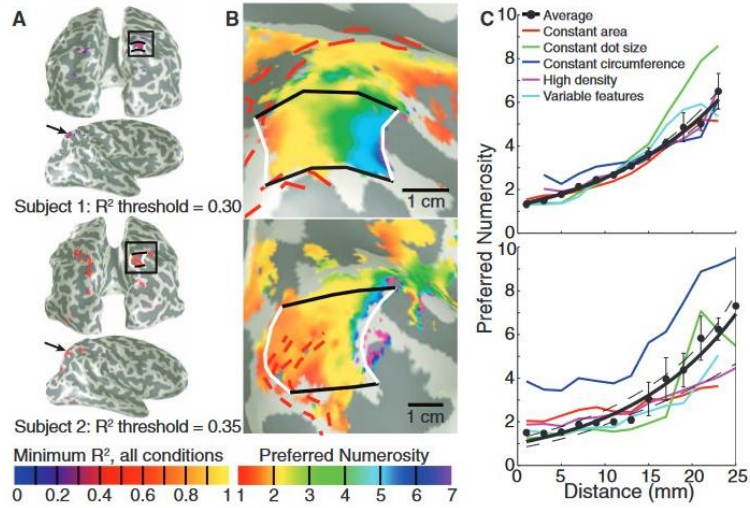 A
B
C
Average
Constant area
Constant dot size
Constant circumference
High density
Variable features
10
8
6
4
2
0
1 cm
Subject 1: R² threshold = 0.30
Preferred Numerosity
10
8
6
4
2
0
0 5 10 15 20 25
Distance (mm)
1 cm
Subject 2: R² threshold = 0.35
Minimum R², all conditions
0 0.2 0.4 0.6 0.8 1
Preferred Numerosity
1 2 3 4 5 6 7